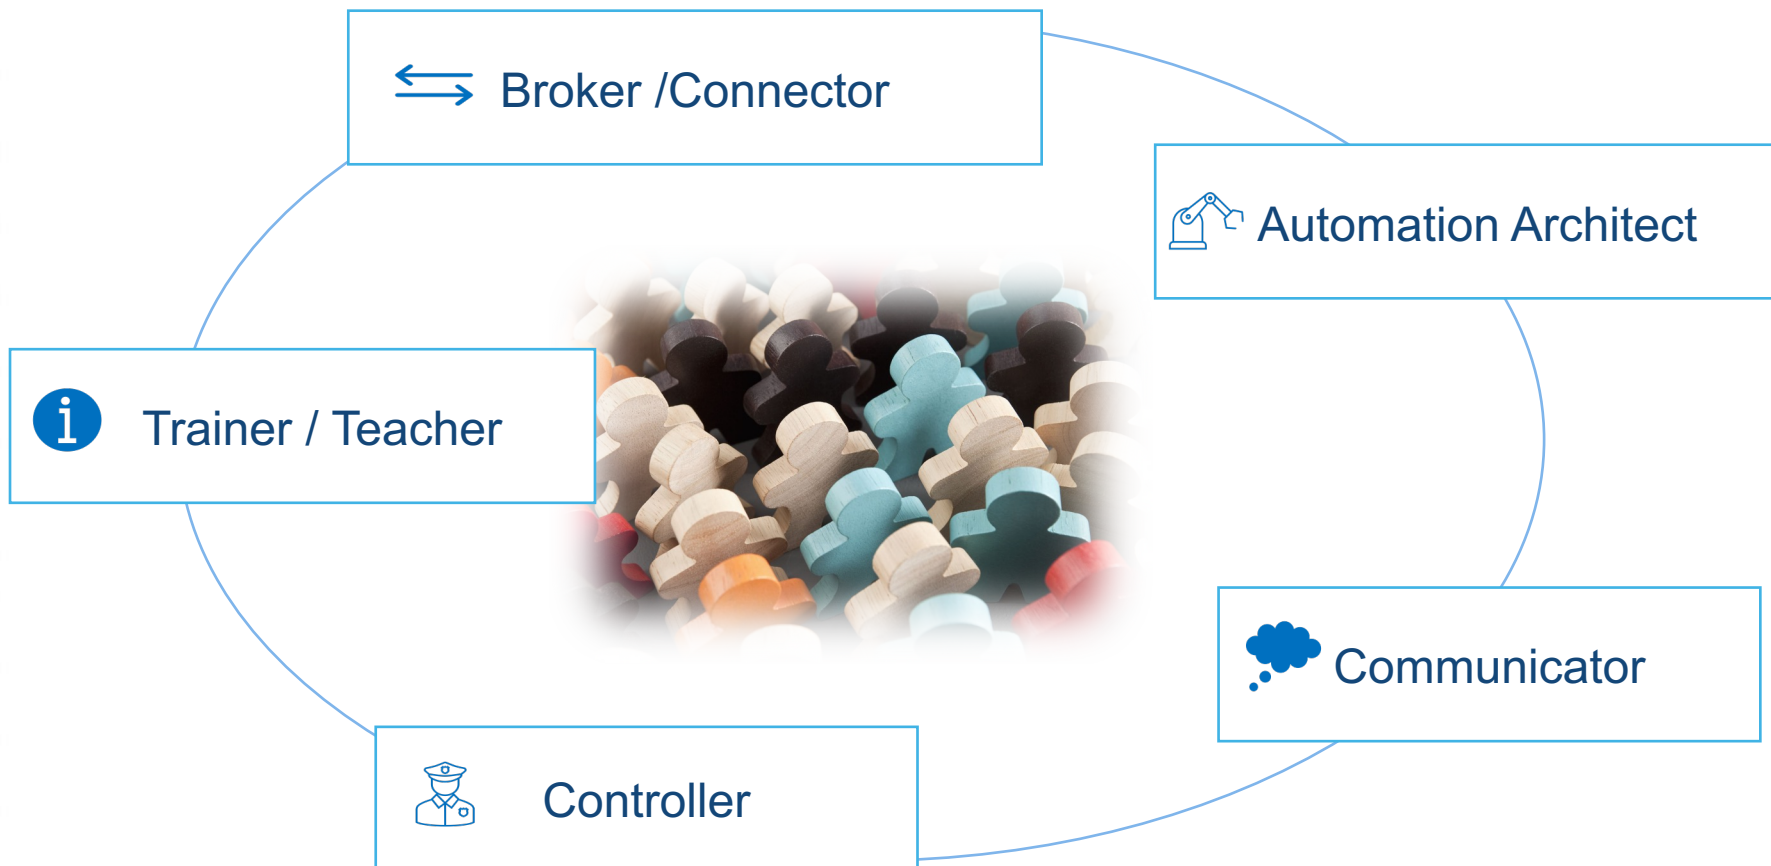 Broker /Connector
Automation Architect
Trainer / Teacher
Communicator
Controller